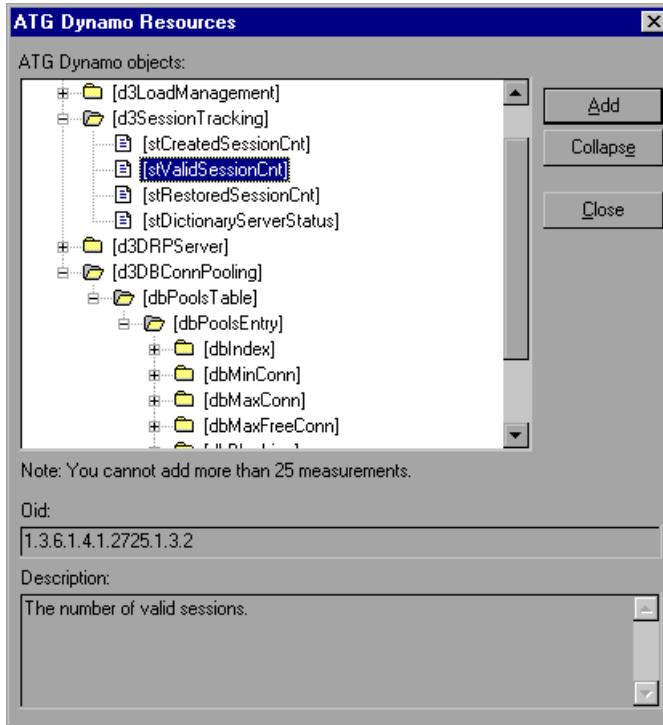 ATG Dynamo Resources
ATG Dynamo objects:
[d3LoadManagement]
[d3SessionTracking]
[stCreatedSessionCnt]
[stValidSessionCnt]
[stRestoredSessionCnt]
[stDictionaryServerStatus]
[d3DRPServer]
[d3DBConnPooling]
[dbPoolsTable]
[dbPoolsEntry]
[dbIndex]
[dbMinConn]
[dbMaxConn]
[dbMaxFreeConn]
Add
Collapse
Close
Note: You cannot add more than 25 measurements.
Oid:
1.3.6.1.4.1.2725.1.3.2
Description:
The number of valid sessions.